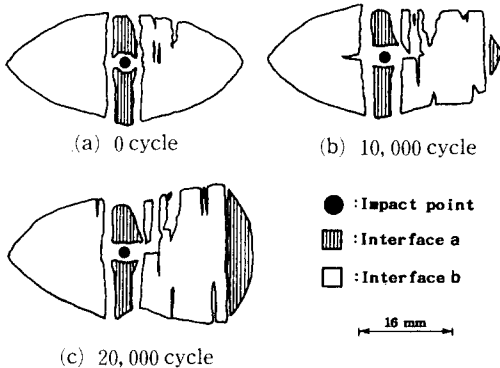 (a) 0 cycle
(b) 10,000 cycle
(c) 20,000 cycle
● :Impact point
:Interface a
:Interface b
16 mm